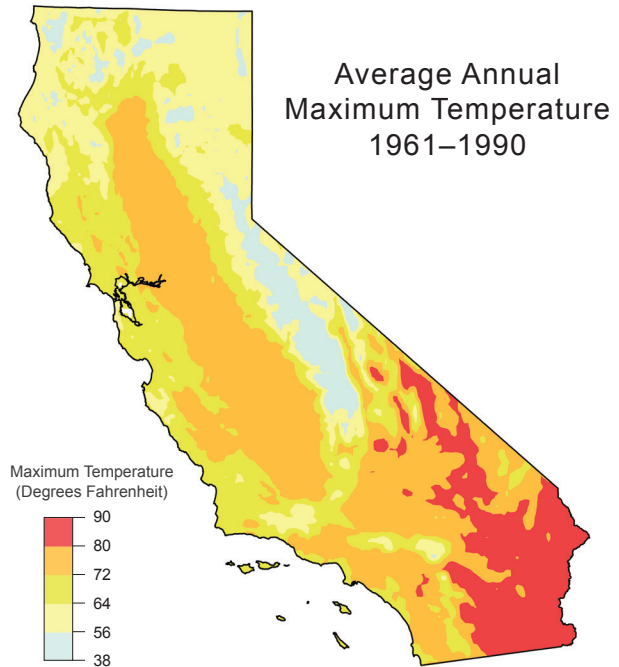 Average Annual
Maximum Temperature
1961–1990
Maximum Temperature
(Degrees Fahrenheit)
90
80
72
64
56
38